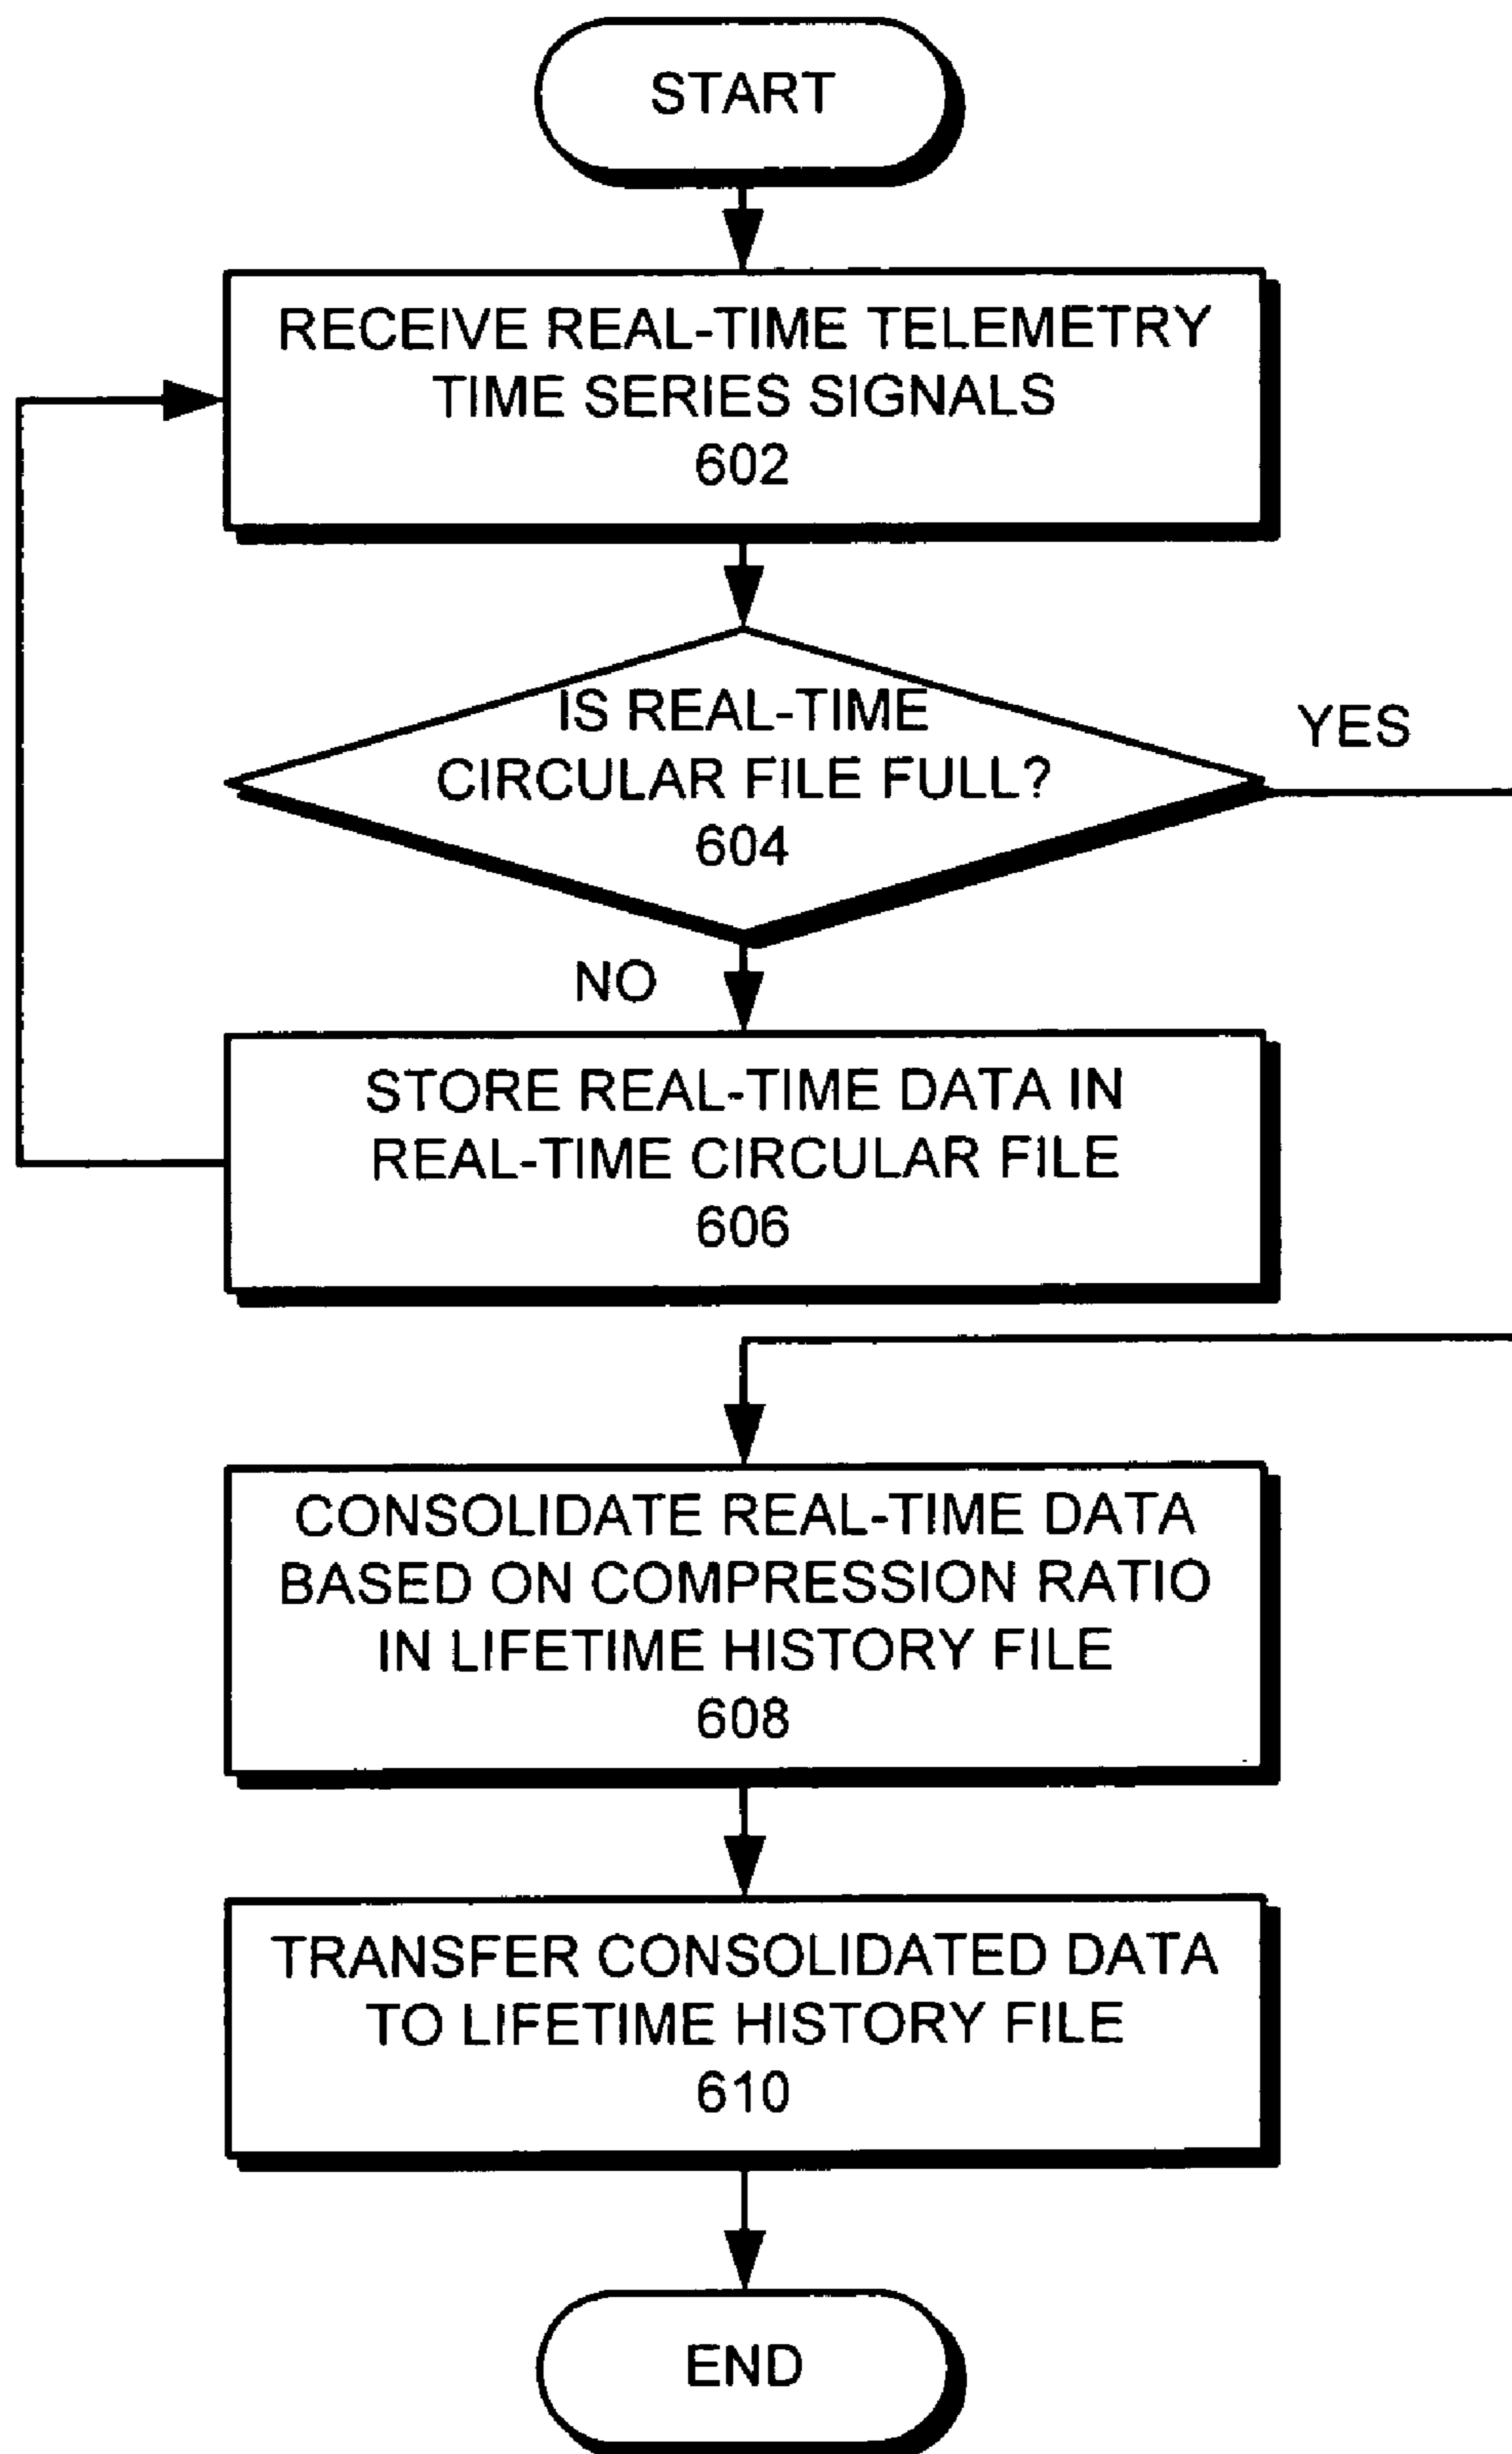 START
RECEIVE REAL-TIME TELEMETRY
TIME SERIES SIGNALS
602
IS REAL-TIME
CIRCULAR FILE FULL?
604
YES
NO
STORE REAL-TIME DATA IN
REAL-TIME CIRCULAR FILE
606
CONSOLIDATE REAL-TIME DATA
BASED ON COMPRESSION RATIO
IN LIFETIME HISTORY FILE
608
TRANSFER CONSOLIDATED DATA
TO LIFETIME HISTORY FILE
610
END